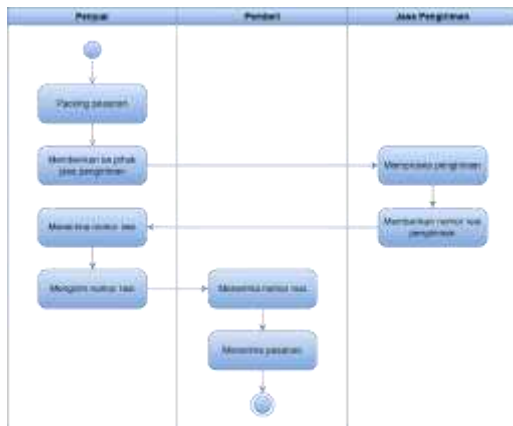 Penjual
Pembeli
Jasa Pengiriman
Packing pesanan
Memberikan ke pihak
jasa pengiriman
Memproses pengiriman
Menerima nomor resi
Memberikan nomor resi
pengiriman
Mengirim nomor resi
Menerima nomor resi
Menerima pesanan